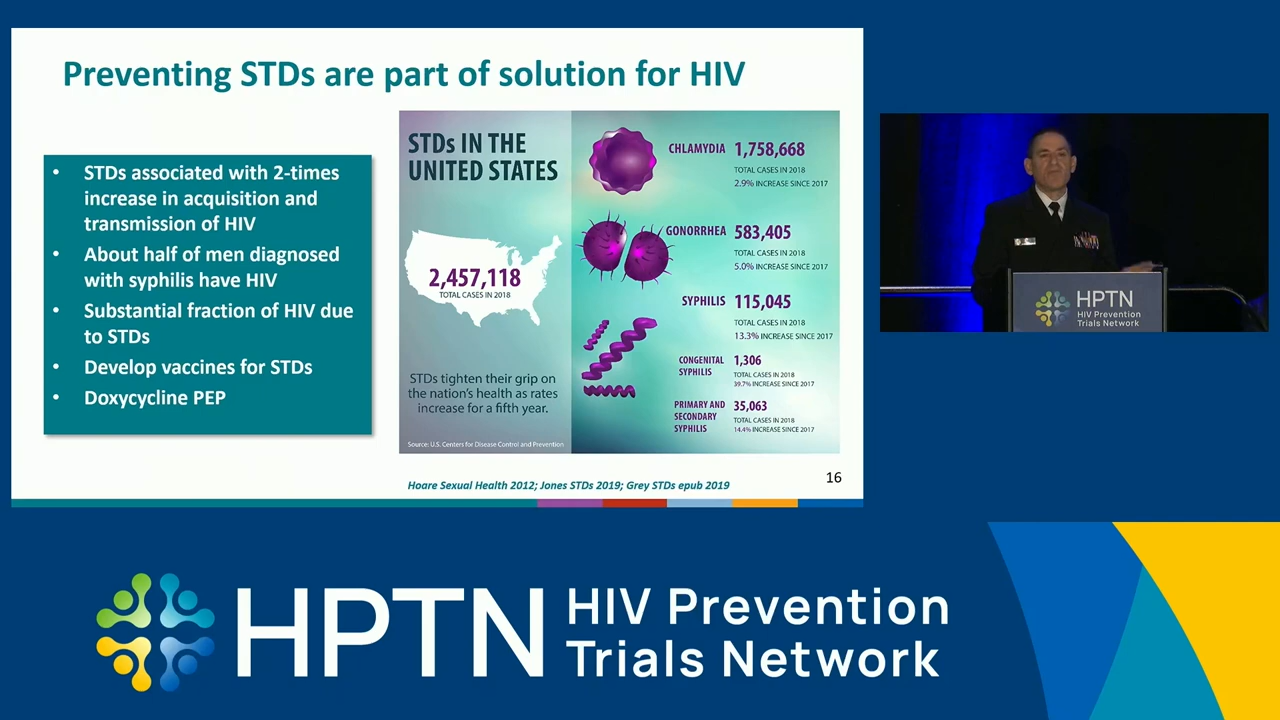 Preventing STDs are part of solution for HIV
• STDs associated with 2-times
increase in acquisition and
transmission of HIV
• About half of men diagnosed
with syphilis have HIV
• Substantial fraction of HIV due
to STDs
• Develop vaccines for STDs
• Doxycycline PEP
STDs IN THE
UNITED STATES
2,457,118
TOTAL CASES IN 2018
STDs tighten their grip on
the nation's health as rates
increase for a fifth year.
Source: U.S. Centers for Disease Control and Prevention
CHLAMYDIA 1,758,668
TOTAL CASES IN 2018
2.9% INCREASE SINCE 2017
GONORRHEA 583,405
TOTAL CASES IN 2018
5.0% INCREASE SINCE 2017
SYPHILIS 115,045
TOTAL CASES IN 2018
13.3% INCREASE SINCE 2017
CONGENITAL
SYPHILIS
1,306
TOTAL CASES IN 2018
39.7% INCREASE SINCE 2017
PRIMARY AND
SECONDARY
SYPHILIS
35,063
TOTAL CASES IN 2018
14.4% INCREASE SINCE 2017
Hoare Sexual Health 2012; Jones STDs 2019; Grey STDs epub 2019
16
HPTN
HIV Prevention
Trials Network
HPTN
HIV Prevention
Trials Network